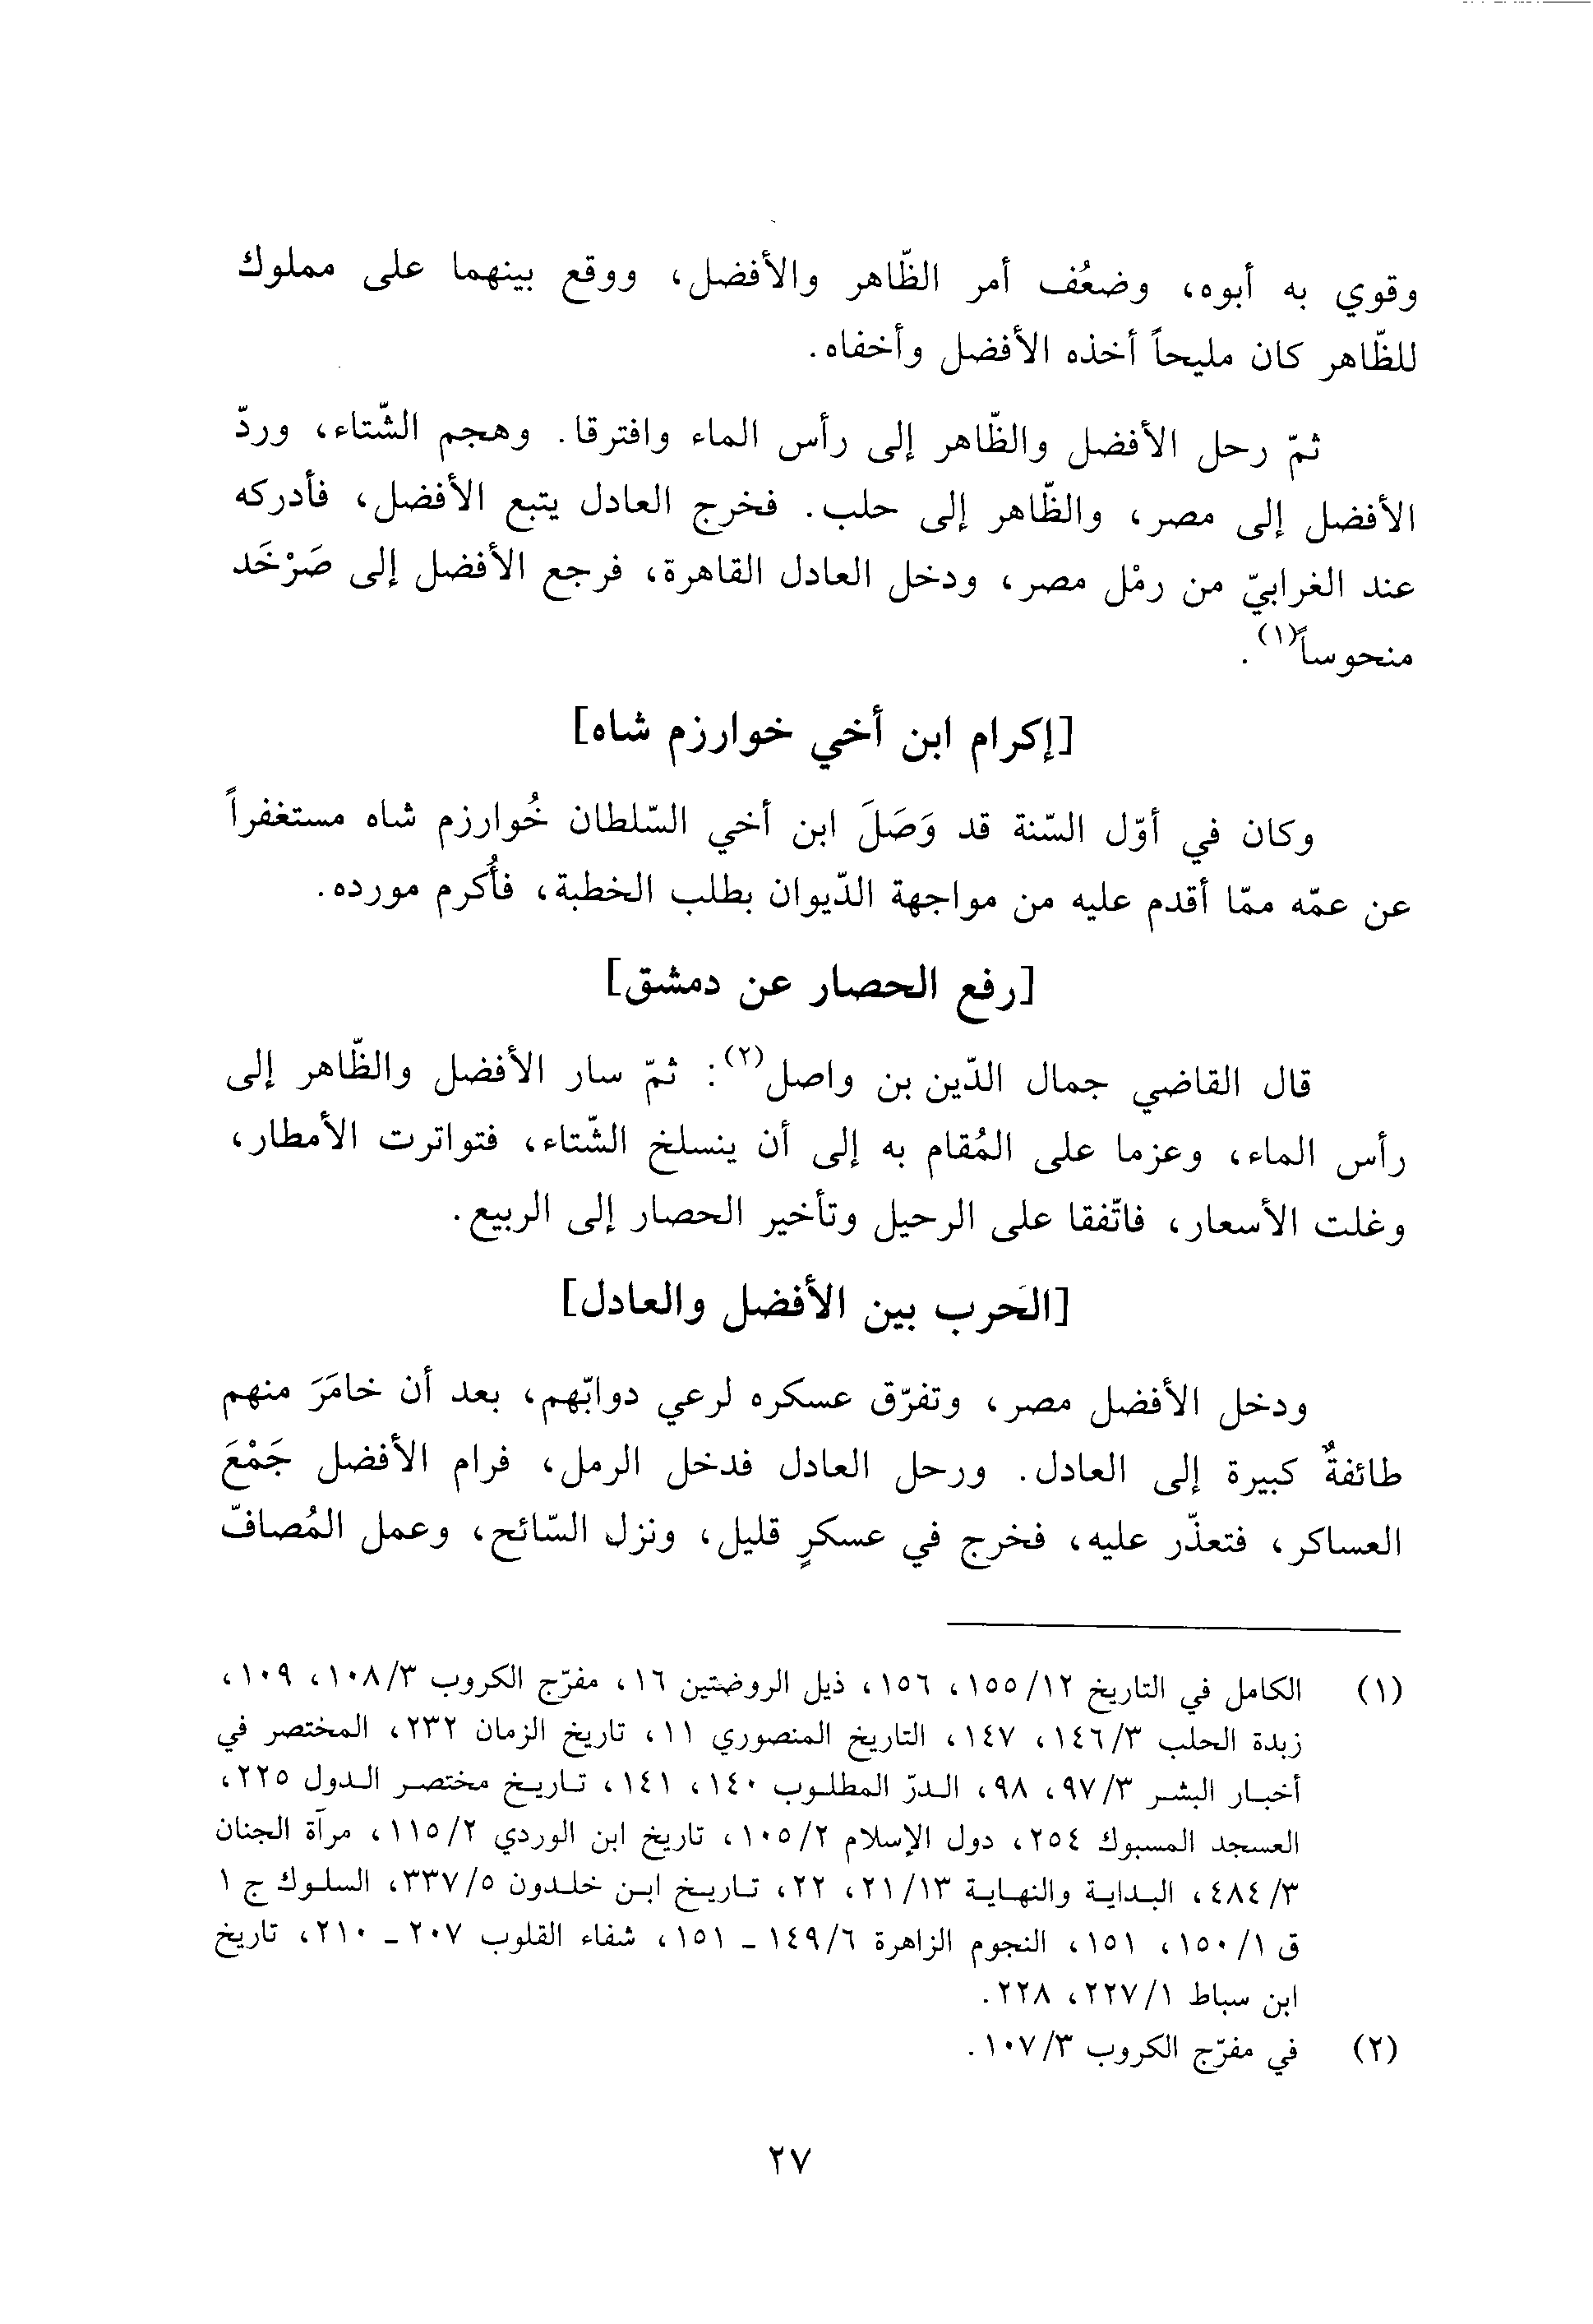 وقوي به أبوه، وضعُف أمر الظّاهر والأفضل، ووقع بينهما على مملوك
للظّاهر كان مليحاً أخذه الأفضل وأخفاه.
ثمّ رحل الأفضل والظّاهر إلى رأس الماء وافترقا. وهجم الشّتاء، وردّ
الأفضل إلى مصر، والظّاهر إلى حلب. فخرج العادل يتبع الأفضل، فأدركه
عند الغرابيّ من رمْل مصر، ودخل العادل القاهرة، فرجع الأفضل إلى صَرْخَد
منحوساً(١).
[إكرام ابن أخي خوارزم شاه]
وكان في أوّل السّنة قد وَصَلَ ابن أخي السّلطان خُوارزم شاه مستغفراً
عن عمّه ممّا أقدم عليه من مواجهة الدّيوان بطلب الخطبة، فأُكرم مورده.
[رفع الحصار عن دمشق]
قال القاضي جمال الدّين بن واصل(٢): ثمّ سار الأفضل والظّاهر إلى
رأس الماء، وعزما على المُقام به إلى أن ينسلخ الشّتاء، فتواترت الأمطار،
وغلت الأسعار، فاتّفقا على الرحيل وتأخير الحصار إلى الربيع.
[الحَرب بين الأفضل والعادل]
ودخل الأفضل مصر، وتفرّق عسكره لرعي دوابّهم، بعد أن خامَرَ منهم
طائفةٌ كبيرة إلى العادل. ورحل العادل فدخل الرمل، فرام الأفضل جَمْعَ
العساكر، فتعذّر عليه، فخرج في عسكرٍ قليل، ونزل السّائح، وعمل المُصافّ
(١) الكامل في التاريخ ١٥٥/١٢، ١٥٦، ذيل الروضتين ١٦، مفرّج الكروب ١٠٨/٣، ١٠٩،
زبدة الحلب ١٤٦/٣، ١٤٧، التاريخ المنصوري ١١، تاريخ الزمان ٢٣٢، المختصر في
أخبار البشر ٩٧/٣، ٩٨، الدرّ المطلوب ١٤٠، ١٤١، تاريخ مختصر الدول ٢٢٥،
العسجد المسبوك ٢٥٤، دول الإسلام ١٠٥/٢، تاريخ ابن الوردي ١١٥/٢، مرآة الجنان
٤٨٤/٣، البداية والنهاية ٢١/١٣، ٢٢، تاريخ ابن خلدون ٣٣٧/٥، السلوك ج ١
ق ١٥٠/١، ١٥١، النجوم الزاهرة ١٤٩/٦ ـ ١٥١، شفاء القلوب ٢٠٧ ـ ٢١٠، تاريخ
ابن سباط ٢٢٧/١، ٢٢٨.
(٢) في مفرّج الكروب ١٠٧/٣.
٢٧